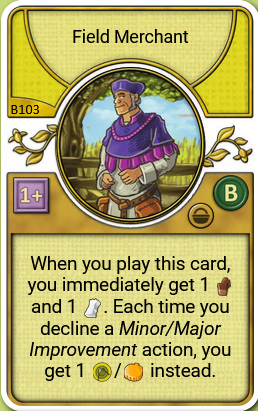 Field Merchant
B103
1+
B
When you play this card,
you immediately get 1
and 1 . Each time you
decline a Minor/Major
Improvement action, you
get 1 / instead.